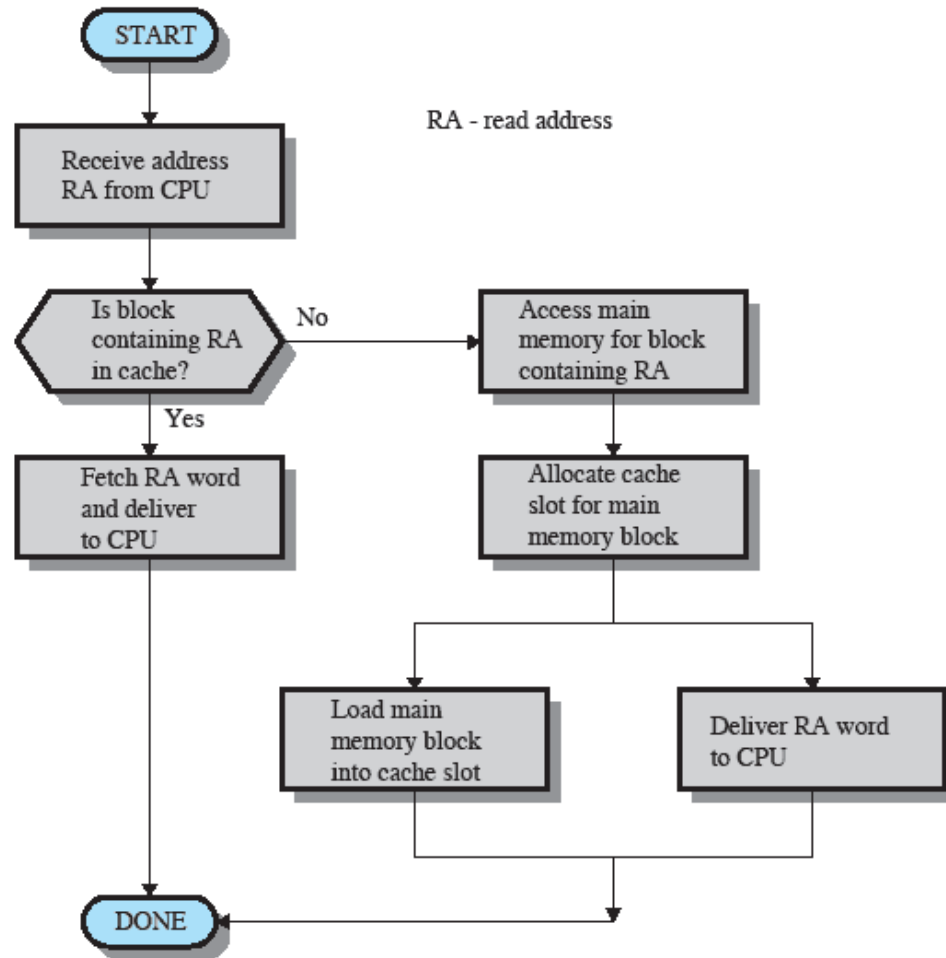 START
RA - read address
Receive address
RA from CPU
Is block
containing RA
in cache?
No
Yes
Access main
memory for block
containing RA
Fetch RA word
and deliver
to CPU
Allocate cache
slot for main
memory block
Load main
memory block
into cache slot
Deliver RA word
to CPU
DONE